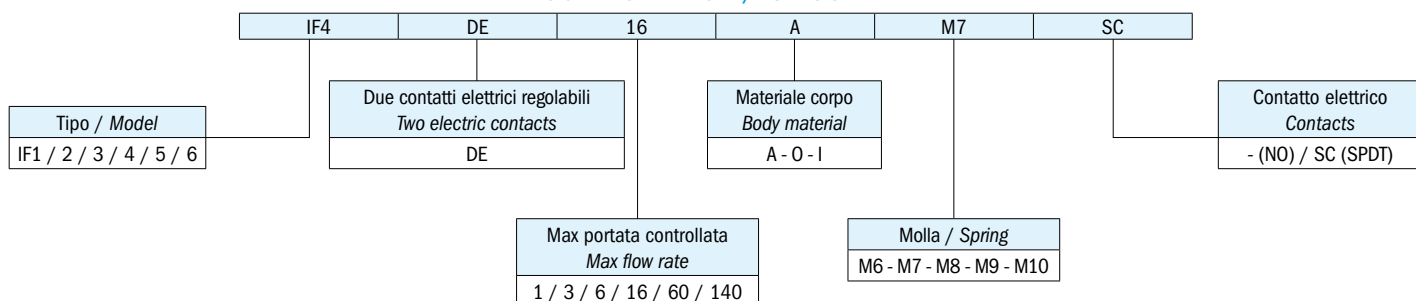 IF4 DE 16 A M7 SC
Tipo / Model
IF1 / 2 / 3 / 4 / 5 / 6
Due contatti elettrici regolabili
Two electric contacts
DE
Max portata controllata
Max flow rate
1 / 3 / 6 / 16 / 60 / 140
Materiale corpo
Body material
A - O - I
Molla / Spring
M6 - M7 - M8 - M9 - M10
Contatto elettrico
Contacts
- (NO) / SC (SPDT)